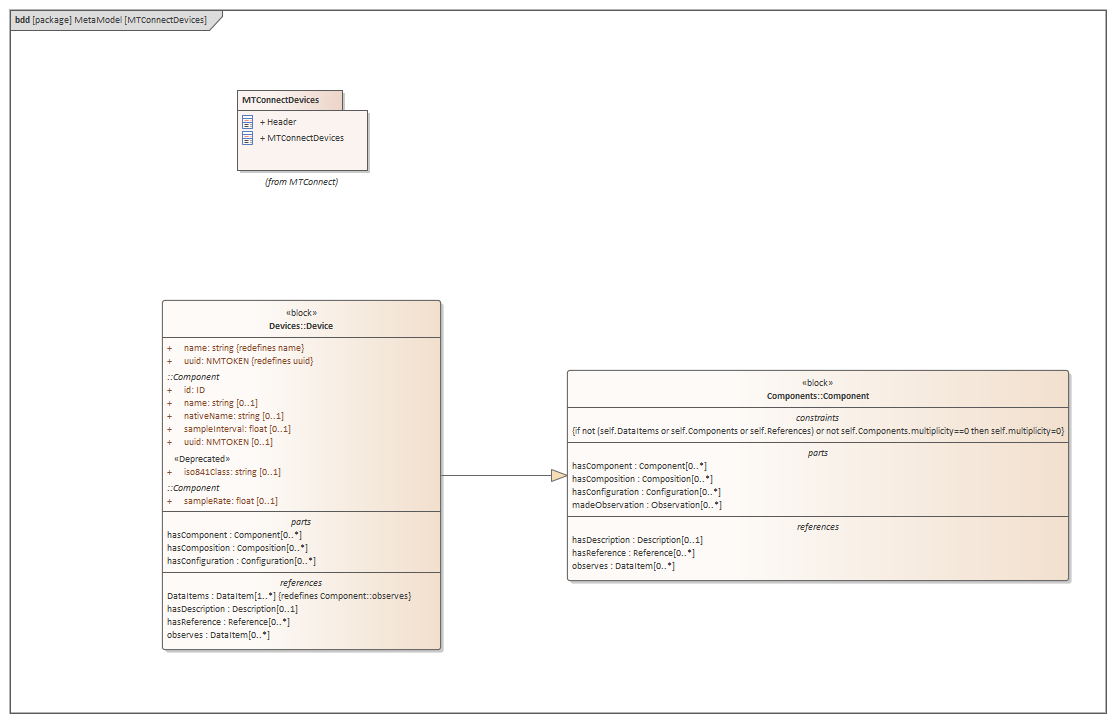 bdd [package] MetaModel [MTConnectDevices]
MTConnectDevices
+ Header
+ MTConnectDevices
(from MTConnect)
«block»
Devices::Device
+ name: string {redefines name}
+ uuid: NMTOKEN {redefines uuid}
::Component
+ id: ID
+ name: string [0..1]
+ nativeName: string [0..1]
+ sampleInterval: float [0..1]
+ uuid: NMTOKEN [0..1]
«Deprecated»
+ iso841Class: string [0..1]
::Component
+ sampleRate: float [0..1]
parts
hasComponent : Component[0..*]
hasComposition : Composition[0..*]
hasConfiguration : Configuration[0..*]
references
DataItems : DataItem[1..*] {redefines Component::observes}
hasDescription : Description[0..1]
hasReference : Reference[0..*]
observes : DataItem[0..*]
«block»
Components::Component
constraints
{if not (self.DataItems or self.Components or self.References) or not self.Components.multiplicity==0 then self.multiplicity=0}
parts
hasComponent : Component[0..*]
hasComposition : Composition[0..*]
hasConfiguration : Configuration[0..*]
madeObservation : Observation[0..*]
references
hasDescription : Description[0..1]
hasReference : Reference[0..*]
observes : DataItem[0..*]